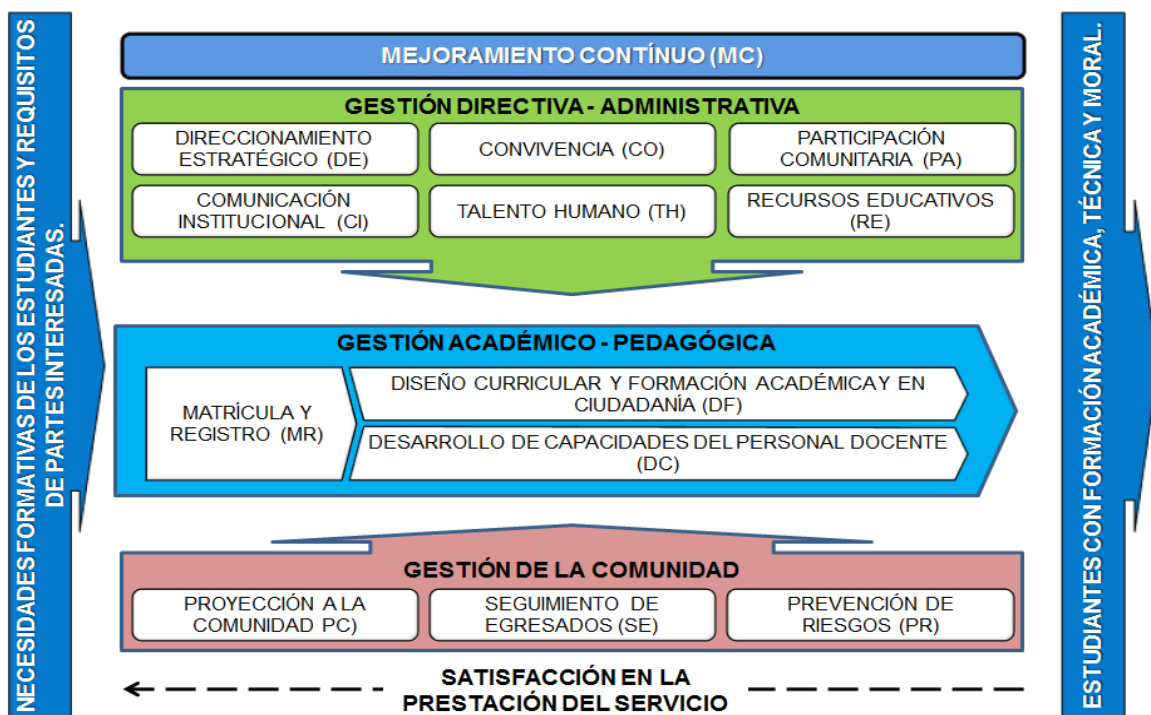 NECESIDADES FORMATIVAS DE LOS ESTUDIANTES Y REQUISITOS
DE PARTES INTERESADAS.
MEJORAMIENTO CONTÍNUO (MC)
GESTIÓN DIRECTIVA - ADMINISTRATIVA
DIRECCIONAMIENTO
ESTRATÉGICO (DE)
CONVIVENCIA (CO)
PARTICIPACIÓN
COMUNITARIA (PA)
COMUNICACIÓN
INSTITUCIONAL (CI)
TALENTO HUMANO (TH)
RECURSOS EDUCATIVOS
(RE)
GESTIÓN ACADÉMICO - PEDAGÓGICA
MATRÍCULA Y
REGISTRO (MR)
DISEÑO CURRICULAR Y FORMACIÓN ACADÉMICA Y EN
CIUDADANÍA (DF)
DESARROLLO DE CAPACIDADES DEL PERSONAL DOCENTE
(DC)
GESTIÓN DE LA COMUNIDAD
PROYECCIÓN A LA
COMUNIDAD PC)
SEGUIMIENTO DE
EGRESADOS (SE)
PREVENCIÓN DE
RIESGOS (PR)
SATISFACCIÓN EN LA
PRESTACIÓN DEL SERVICIO
ESTUDIANTES CON FORMACIÓN ACADÉMICA, TÉCNICA Y MORAL.